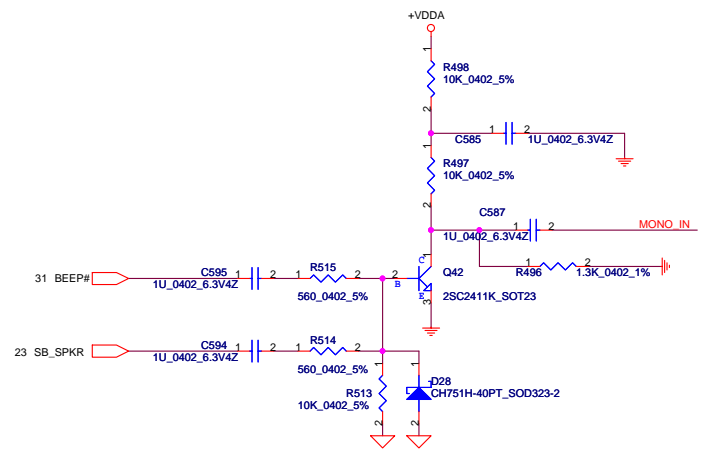 +VDDA
1
R498
10K_0402_5%
2
C585
1 2
1U_0402_6.3V4Z
1
R497
10K_0402_5%
2
C587
1 2
1U_0402_6.3V4Z
MONO_IN
R496
1 2
1.3K_0402_1%
31 BEEP#
C595
1 2
1U_0402_6.3V4Z
R515
1 2
560_0402_5%
2
B
C
1
E
3
Q42
2SC2411K_SOT23
23 SB_SPKR
C594
1 2
1U_0402_6.3V4Z
R514
1 2
560_0402_5%
1
R513
10K_0402_5%
2
1
D28
CH751H-40PT_SOD323-2
2